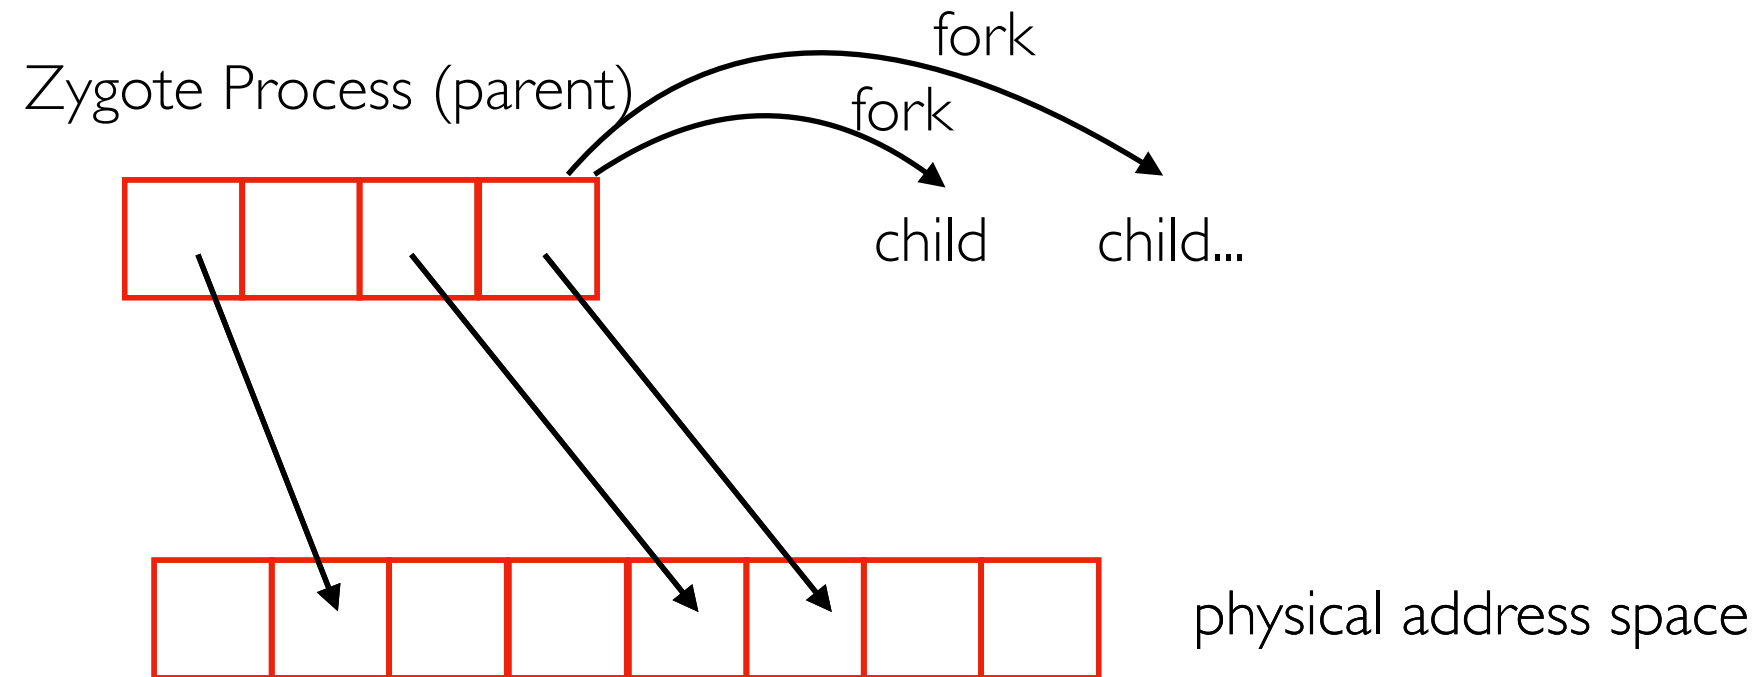 fork
Zygote Process (parent)
fork
child
child...
physical address space